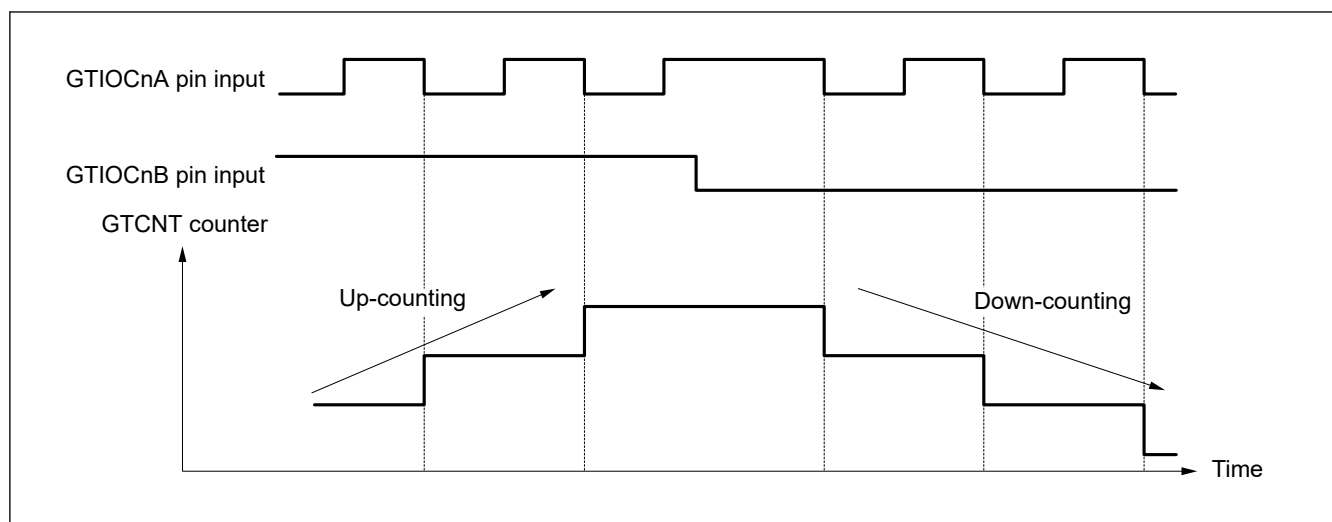 GTIOCnA pin input
GTIOCnB pin input
GTCNT counter
Up-counting
Down-counting
Time